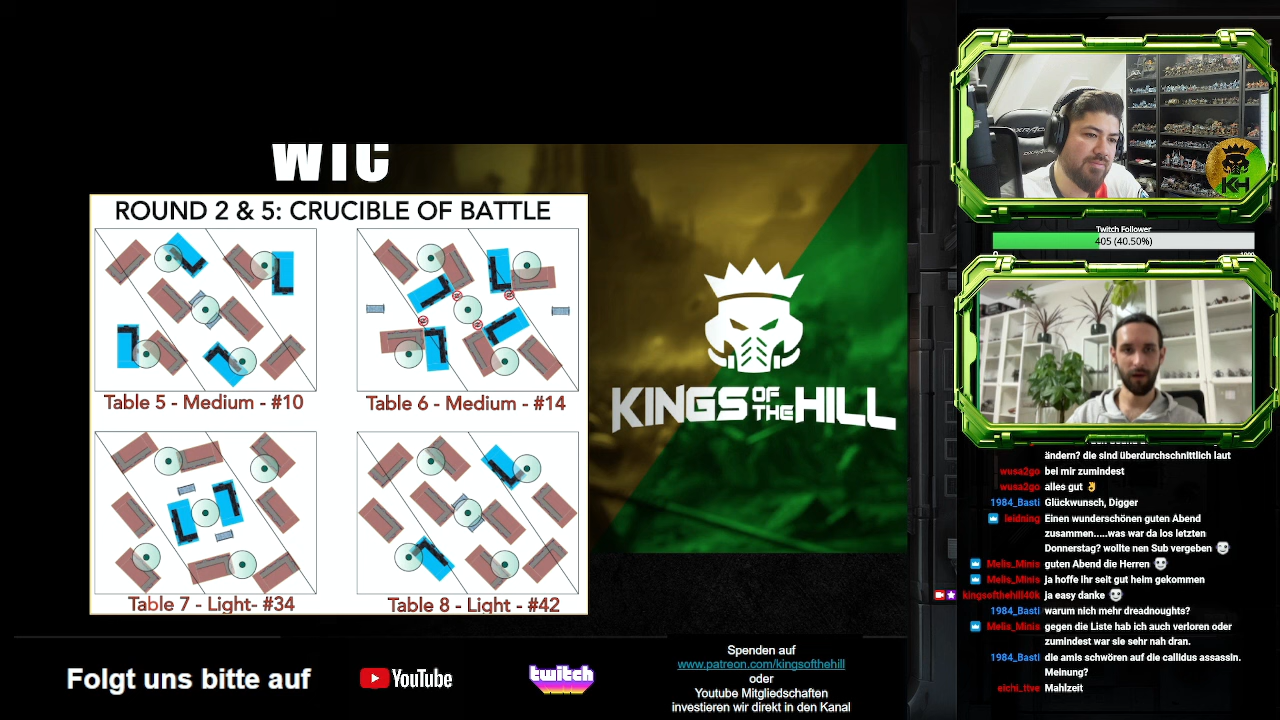 WTC
ROUND 2 & 5: CRUCIBLE OF BATTLE
Table 5 - Medium - #10
Table 6 - Medium - #14
Table 7 - Light- #34
Table 8 - Light - #42
KINGS OF THE HILL
Folgt uns bitte auf
YouTube
twitch
Spenden auf
www.patreon.com/kingsofthehill
oder
Youtube Mitgliedschaften
investieren wir direkt in den Kanal
KH
Twitch Follower
405 (40.50%)
ändern? die sind überdurchschnittlich laut
wusa2go bei mir zumindest
wusa2go alles gut
1984_Basti Glückwunsch, Digger
leidning Einen wunderschönen guten Abend
zusammen.....was war da los letzten
Donnerstag? wollte nen Sub vergeben
Melis_Minis guten Abend die Herren
Melis_Minis ja hoffe ihr seit gut heim gekommen
kingsofthehill40k ja easy danke
1984_Basti warum nich mehr dreadnoughts?
Melis_Minis gegen die Liste hab ich auch verloren oder
zumindest war sie sehr nah dran.
1984_Basti die amis schwören auf die callidus assassin.
Meinung?
eichi_ttve Mahlzeit